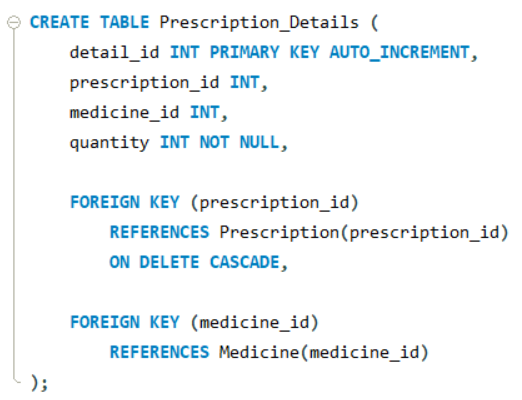 CREATE TABLE Prescription_Details (
    detail_id INT PRIMARY KEY AUTO_INCREMENT,
    prescription_id INT,
    medicine_id INT,
    quantity INT NOT NULL,

    FOREIGN KEY (prescription_id)
        REFERENCES Prescription(prescription_id)
        ON DELETE CASCADE,

    FOREIGN KEY (medicine_id)
        REFERENCES Medicine(medicine_id)
);